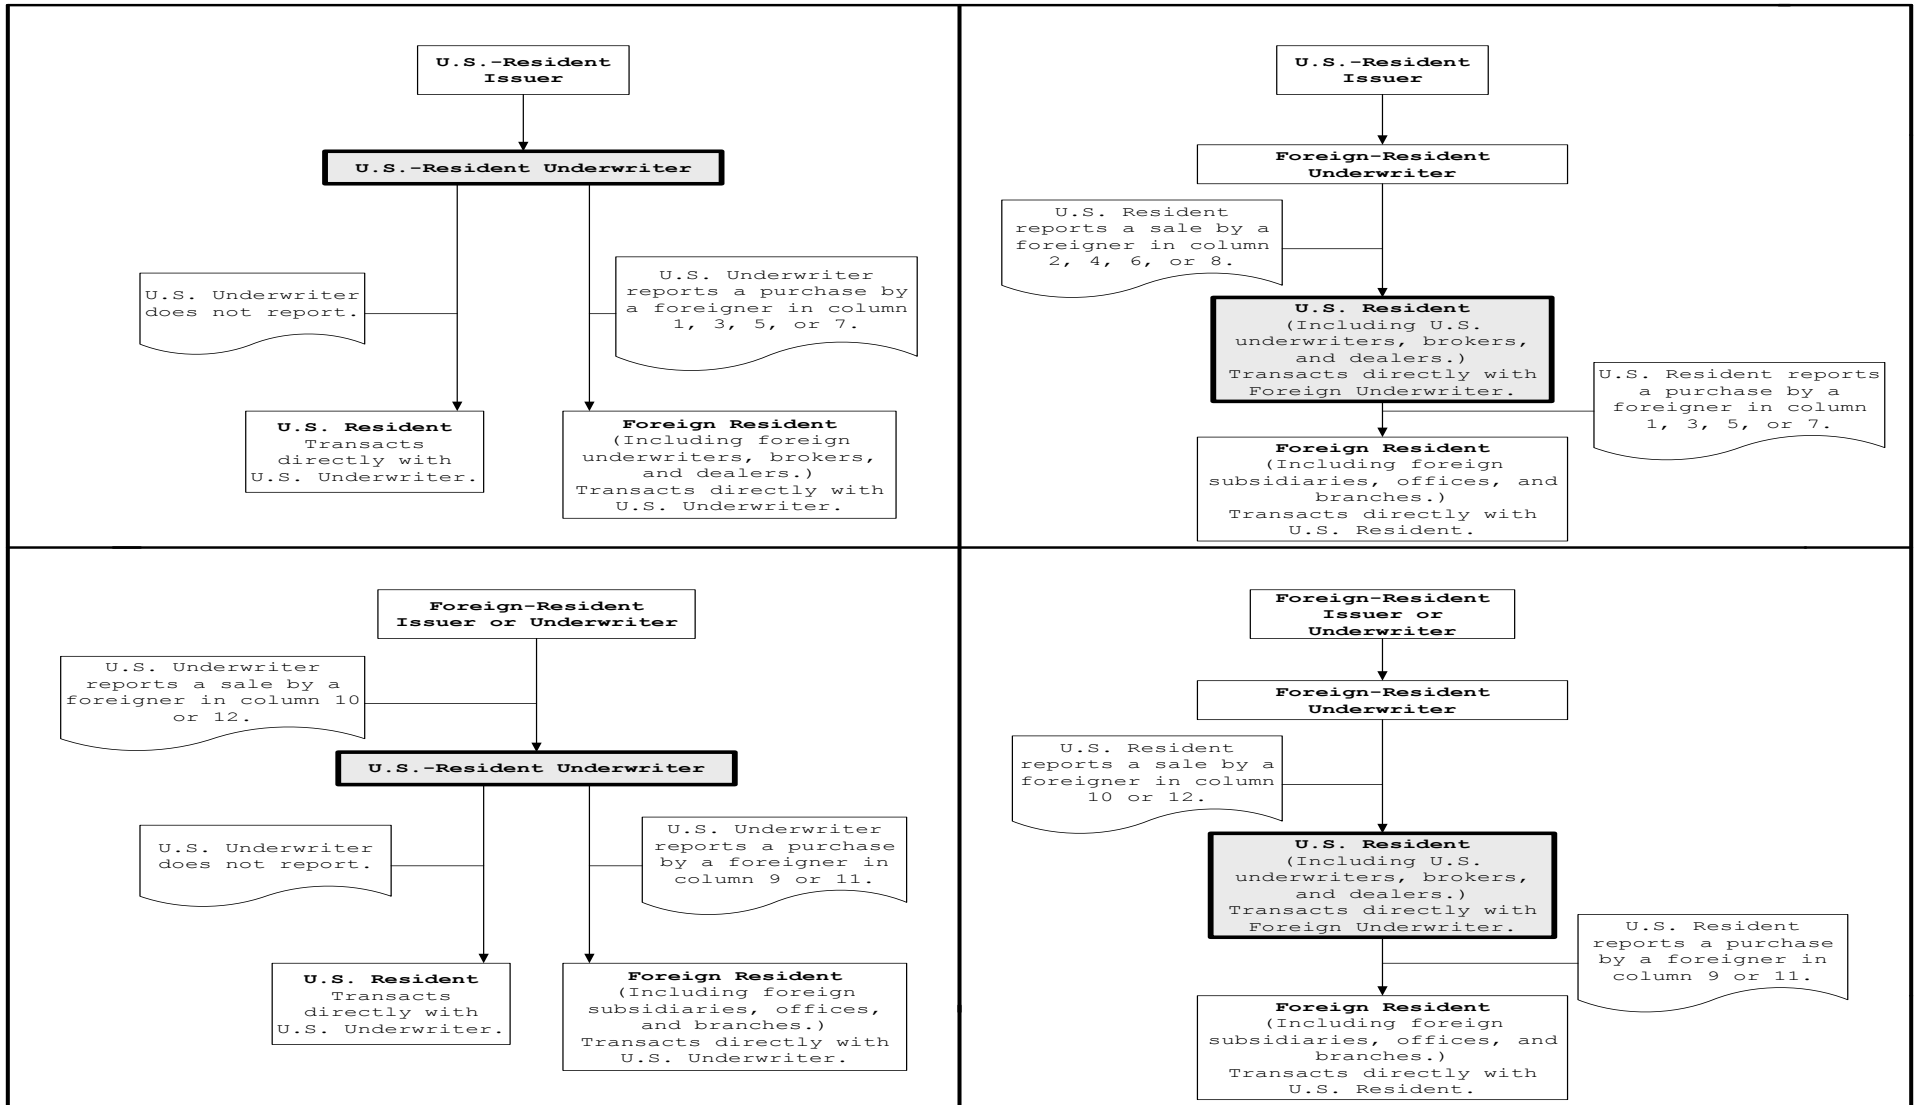 U.S.-Resident
Issuer
U.S.-Resident Underwriter
U.S. Underwriter
does not report.
U.S. Underwriter
reports a purchase by
a foreigner in column
1, 3, 5, or 7.
U.S. Resident
Transacts
directly with
U.S. Underwriter.
Foreign Resident
(Including foreign
underwriters, brokers,
and dealers.)
Transacts directly with
U.S. Underwriter.
U.S.-Resident
Issuer
Foreign-Resident
Underwriter
U.S. Resident
reports a sale by a
foreigner in column
2, 4, 6, or 8.
U.S. Resident
(Including U.S.
underwriters, brokers,
and dealers.)
Transacts directly with
Foreign Underwriter.
U.S. Resident reports
a purchase by a
foreigner in column
1, 3, 5, or 7.
Foreign Resident
(Including foreign
subsidiaries, offices, and
branches.)
Transacts directly with
U.S. Resident.
Foreign-Resident
Issuer or Underwriter
U.S. Underwriter
reports a sale by a
foreigner in column 10
or 12.
U.S.-Resident Underwriter
U.S. Underwriter
does not report.
U.S. Underwriter
reports a purchase
by a foreigner in
column 9 or 11.
U.S. Resident
Transacts
directly with
U.S. Underwriter.
Foreign Resident
(Including foreign
subsidiaries, offices,
and branches.)
Transacts directly with
U.S. Underwriter.
Foreign-Resident
Issuer or
Underwriter
Foreign-Resident
Underwriter
U.S. Resident
reports a sale by a
foreigner in column
10 or 12.
U.S. Resident
(Including U.S.
underwriters, brokers,
and dealers.)
Transacts directly with
Foreign Underwriter.
U.S. Resident
reports a purchase
by a foreigner in
column 9 or 11.
Foreign Resident
(Including foreign
subsidiaries, offices, and
branches.)
Transacts directly with
U.S. Resident.